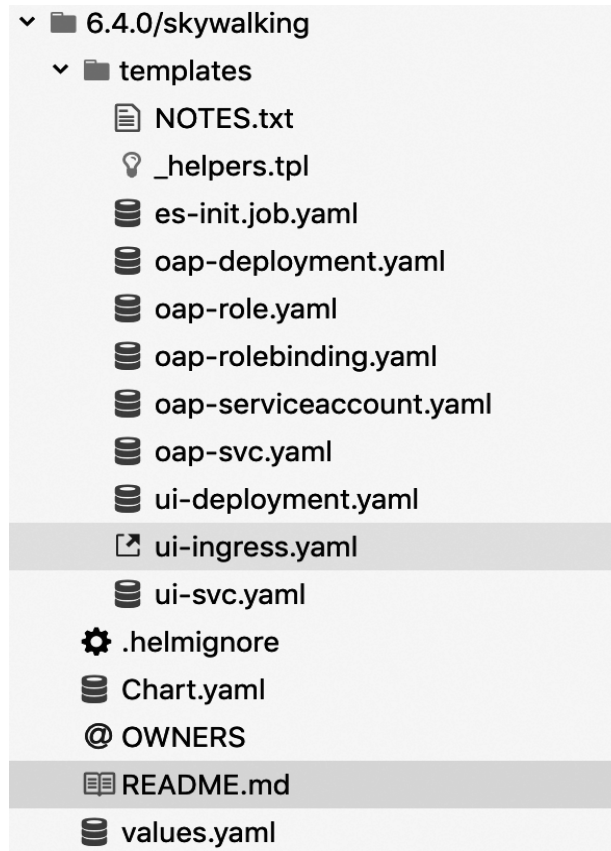 6.4.0/skywalking
templates
NOTES.txt
_helpers.tpl
es-init.job.yaml
oap-deployment.yaml
oap-role.yaml
oap-rolebinding.yaml
oap-serviceaccount.yaml
oap-svc.yaml
ui-deployment.yaml
ui-ingress.yaml
ui-svc.yaml
.helmignore
Chart.yaml
@ OWNERS
README.md
values.yaml